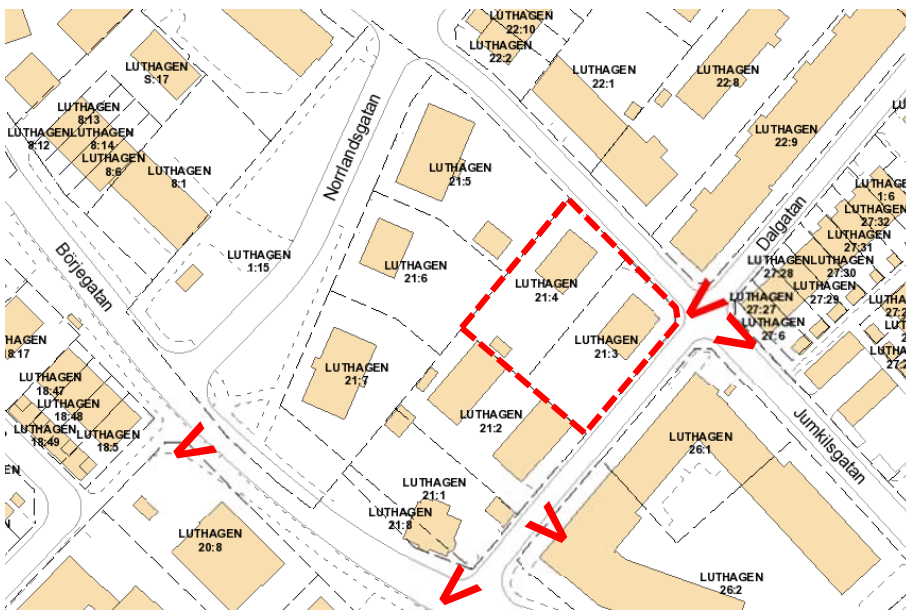 LUTHAGEN
22:10
LUTHAGEN
22:2
LUTHAGEN
S:17
LUTHAGEN
22:1
LUTHAGEN
22:8
LUTHAGEN
8:13
LUTHAGEN
8:12
LUTHAGEN
8:14
LUTHAGEN
8:6
LUTHAGEN
8:1
Norrlandsgatan
LUTHAGEN
22:9
LUTHAGEN
21:5
1:6
LUTHAGEN
27:32
LUTHAGEN
27:31
LUTHAGEN
27:30
LUTHAGEN
27:29
LUTHAGEN
27:28
LUTHAGEN
27:27
LUTHAGEN
27:6
Dalgatan
Börjegatan
LUTHAGEN
1:15
LUTHAGEN
21:6
LUTHAGEN
21:4
LUTHAGEN
21:3
8:17
LUTHAGEN
21:7
LUTHAGEN
18:47
LUTHAGEN
18:48
LUTHAGEN
18:49
LUTHAGEN
18:5
LUTHAGEN
21:2
LUTHAGEN
26:1
Jumkilsgatan
LUTHAGEN
21:1
LUTHAGEN
21:8
LUTHAGEN
20:8
LUTHAGEN
26:2